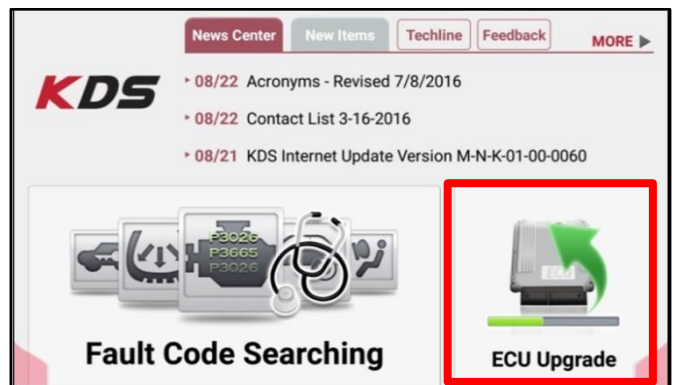 News Center New Items Techline Feedback MORE
KDS
08/22 Acronyms - Revised 7/8/2016
08/22 Contact List 3-16-2016
08/21 KDS Internet Update Version M-N-K-01-00-0060
P3026
P3665
P3026
ECU
Fault Code Searching
ECU Upgrade